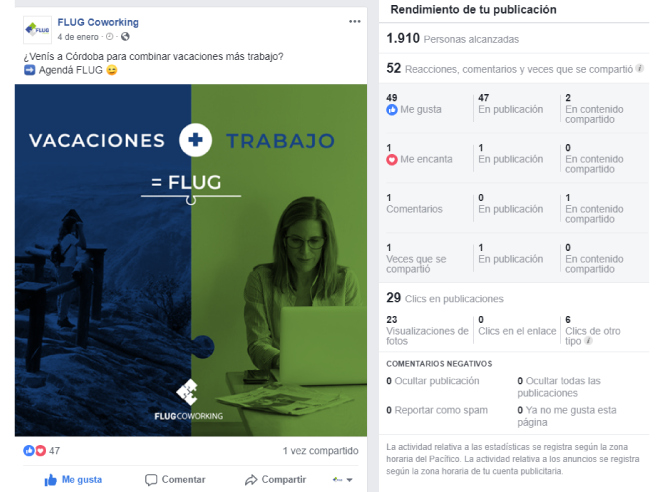 FLUG Coworking
4 de enero
¿Venís a Córdoba para combinar vacaciones más trabajo?
Agendá FLUG
VACACIONES + TRABAJO
= FLUG
FLUGCOWORKING
47
1 vez compartido
Me gusta
Comentar
Compartir
Rendimiento de tu publicación
1.910 Personas alcanzadas
52 Reacciones, comentarios y veces que se compartió
49
Me gusta
47
En publicación
2
En contenido
compartido
1
Me encanta
1
En publicación
0
En contenido
compartido
1
Comentarios
0
En publicación
1
En contenido
compartido
1
Veces que se
compartió
1
En publicación
0
En contenido
compartido
29 Clics en publicaciones
23
Visualizaciones de
fotos
0
Clics en el enlace
6
Clics de otro
tipo
COMENTARIOS NEGATIVOS
0 Ocultar publicación
0 Ocultar todas las
publicaciones
0 Reportar como spam
0 Ya no me gusta esta
página
La actividad relativa a las estadísticas se registra según la zona
horaria del Pacífico. La actividad relativa a los anuncios se registra
según la zona horaria de tu cuenta publicitaria.